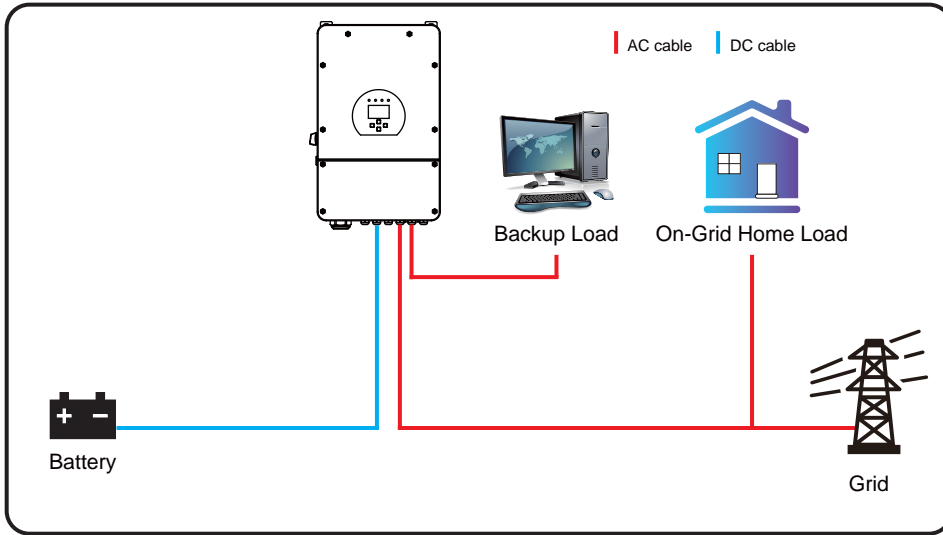 AC cable
DC cable
Backup Load
On-Grid Home Load
+ −
Battery
Grid